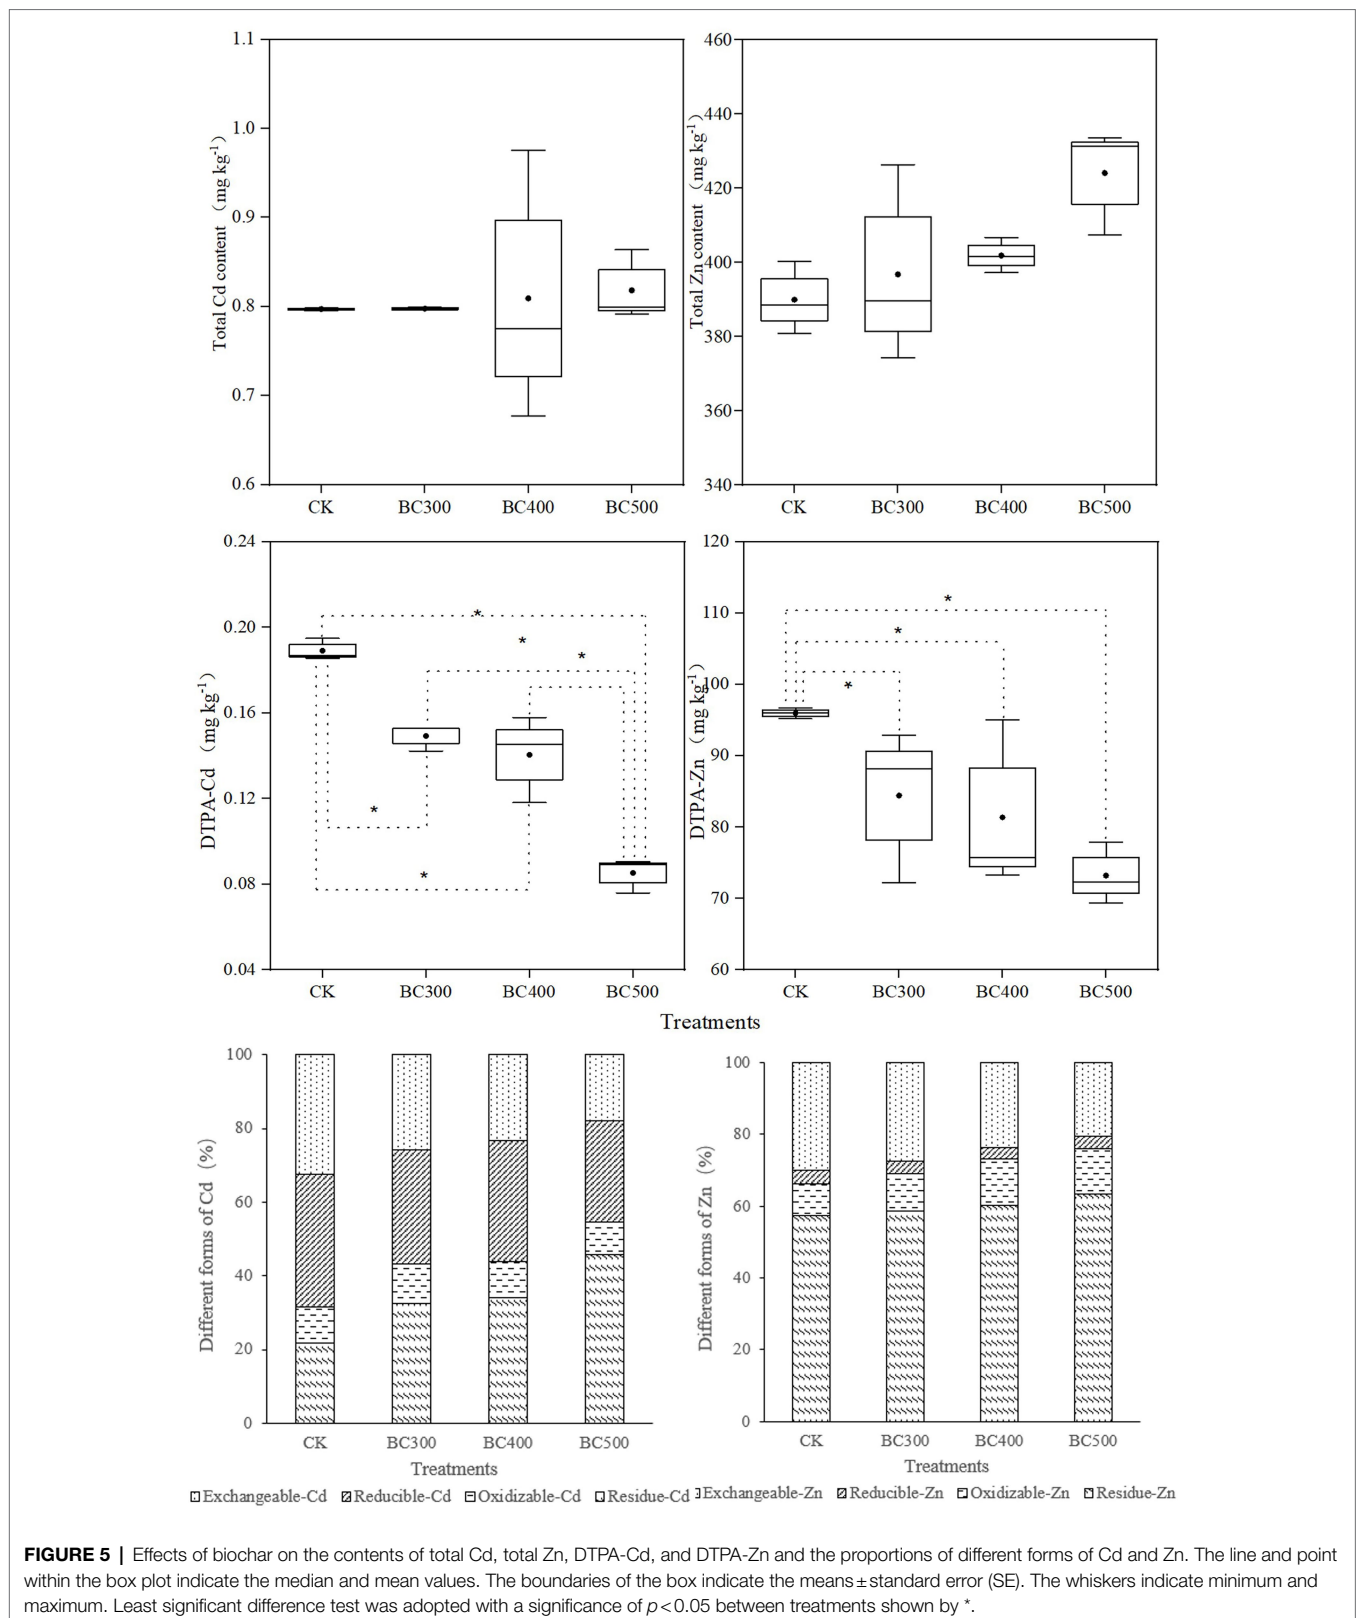 1.1
1.0
0.9
0.8
0.7
0.6
Total Cd content （mg kg⁻¹）
CK BC300 BC400 BC500
460
440
420
400
380
360
340
Total Zn content （mg kg⁻¹）
CK BC300 BC400 BC500
0.24
0.20
0.16
0.12
0.08
0.04
DTPA-Cd （mg kg⁻¹）
* * * * *
CK BC300 BC400 BC500
120
110
100
90
80
70
60
DTPA-Zn （mg kg⁻¹）
* * *
CK BC300 BC400 BC500
Treatments
100
80
60
40
20
0
Different forms of Cd（%）
CK BC300 BC400 BC500
Treatments
Exchangeable-Cd Reducible-Cd Oxidizable-Cd Residue-Cd
100
80
60
40
20
0
Different forms of Zn（%）
CK BC300 BC400 BC500
Treatments
Exchangeable-Zn Reducible-Zn Oxidizable-Zn Residue-Zn
FIGURE 5 | Effects of biochar on the contents of total Cd, total Zn, DTPA-Cd, and DTPA-Zn and the proportions of different forms of Cd and Zn. The line and point
within the box plot indicate the median and mean values. The boundaries of the box indicate the means ± standard error (SE). The whiskers indicate minimum and
maximum. Least significant difference test was adopted with a significance of p < 0.05 between treatments shown by *.